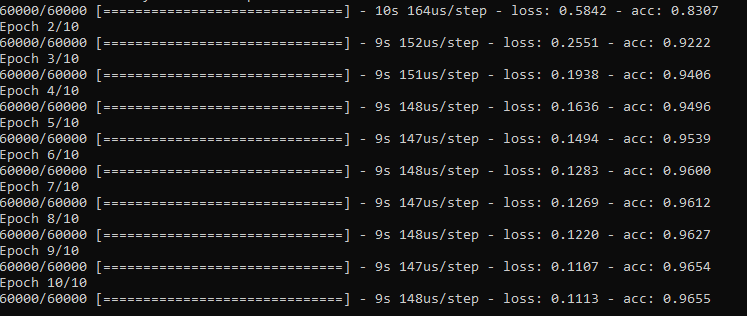 60000/60000 [==============================] - 10s 164us/step - loss: 0.5842 - acc: 0.8307
Epoch 2/10
60000/60000 [==============================] - 9s 152us/step - loss: 0.2551 - acc: 0.9222
Epoch 3/10
60000/60000 [==============================] - 9s 151us/step - loss: 0.1938 - acc: 0.9406
Epoch 4/10
60000/60000 [==============================] - 9s 148us/step - loss: 0.1636 - acc: 0.9496
Epoch 5/10
60000/60000 [==============================] - 9s 147us/step - loss: 0.1494 - acc: 0.9539
Epoch 6/10
60000/60000 [==============================] - 9s 148us/step - loss: 0.1283 - acc: 0.9600
Epoch 7/10
60000/60000 [==============================] - 9s 147us/step - loss: 0.1269 - acc: 0.9612
Epoch 8/10
60000/60000 [==============================] - 9s 148us/step - loss: 0.1220 - acc: 0.9627
Epoch 9/10
60000/60000 [==============================] - 9s 147us/step - loss: 0.1107 - acc: 0.9654
Epoch 10/10
60000/60000 [==============================] - 9s 148us/step - loss: 0.1113 - acc: 0.9655